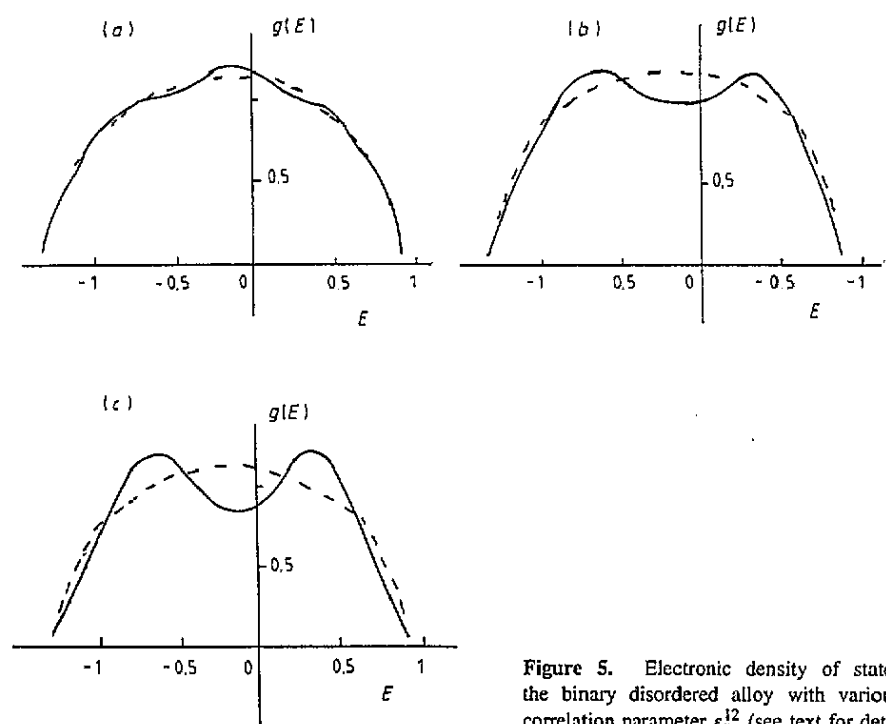 (a)
g(E)
0,5
-1
-0,5
0
0,5
1
E
(b)
g(E)
0,5
-1
0,5
0
-0,5
-1
E
(c)
g(E)
0,5
-1
-0,5
0
0,5
1
E
Figure 5. Electronic density of state
the binary disordered alloy with variou
correlation parameter ε¹² (see text for det